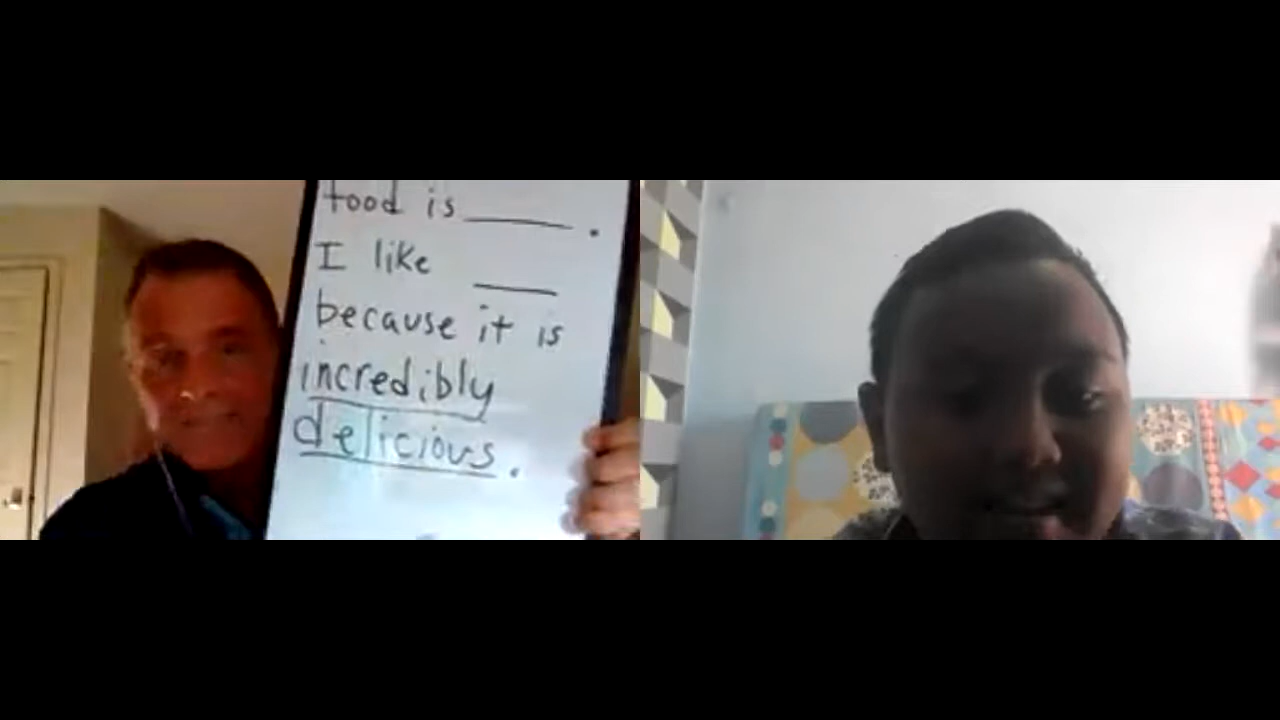 food is ____.
I like ____
because it is
incredibly
delicious.